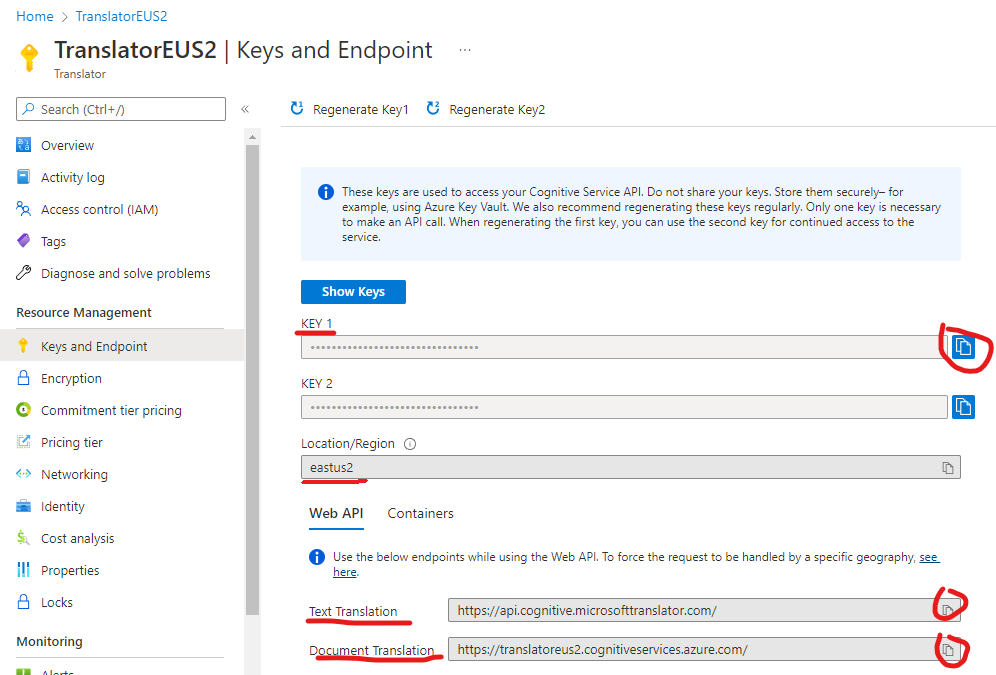 Home > TranslatorEUS2
TranslatorEUS2 | Keys and Endpoint ...
Translator
Search (Ctrl+/)
«
Overview
Activity log
Access control (IAM)
Tags
Diagnose and solve problems
Resource Management
Keys and Endpoint
Encryption
Commitment tier pricing
Pricing tier
Networking
Identity
Cost analysis
Properties
Locks
Monitoring
Alerts
Regenerate Key1
Regenerate Key2
These keys are used to access your Cognitive Service API. Do not share your keys. Store them securely– for
example, using Azure Key Vault. We also recommend regenerating these keys regularly. Only one key is necessary
to make an API call. When regenerating the first key, you can use the second key for continued access to the
service.
Show Keys
KEY 1
••••••••••••••••••••••••••••••••
KEY 2
••••••••••••••••••••••••••••••••
Location/Region
eastus2
Web API
Containers
Use the below endpoints while using the Web API. To force the request to be handled by a specific geography, see
here.
Text Translation
https://api.cognitive.microsofttranslator.com/
Document Translation
https://translatoreus2.cognitiveservices.azure.com/